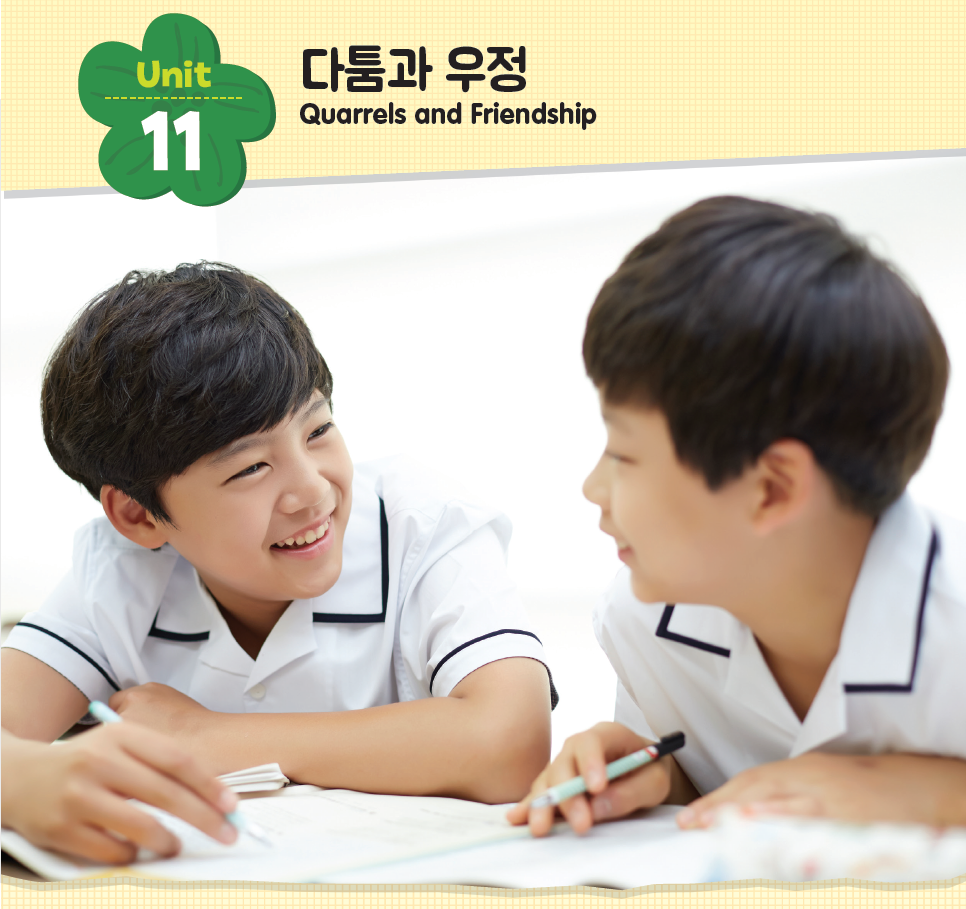 Unit
11
다툼과 우정
Quarrels and Friendship